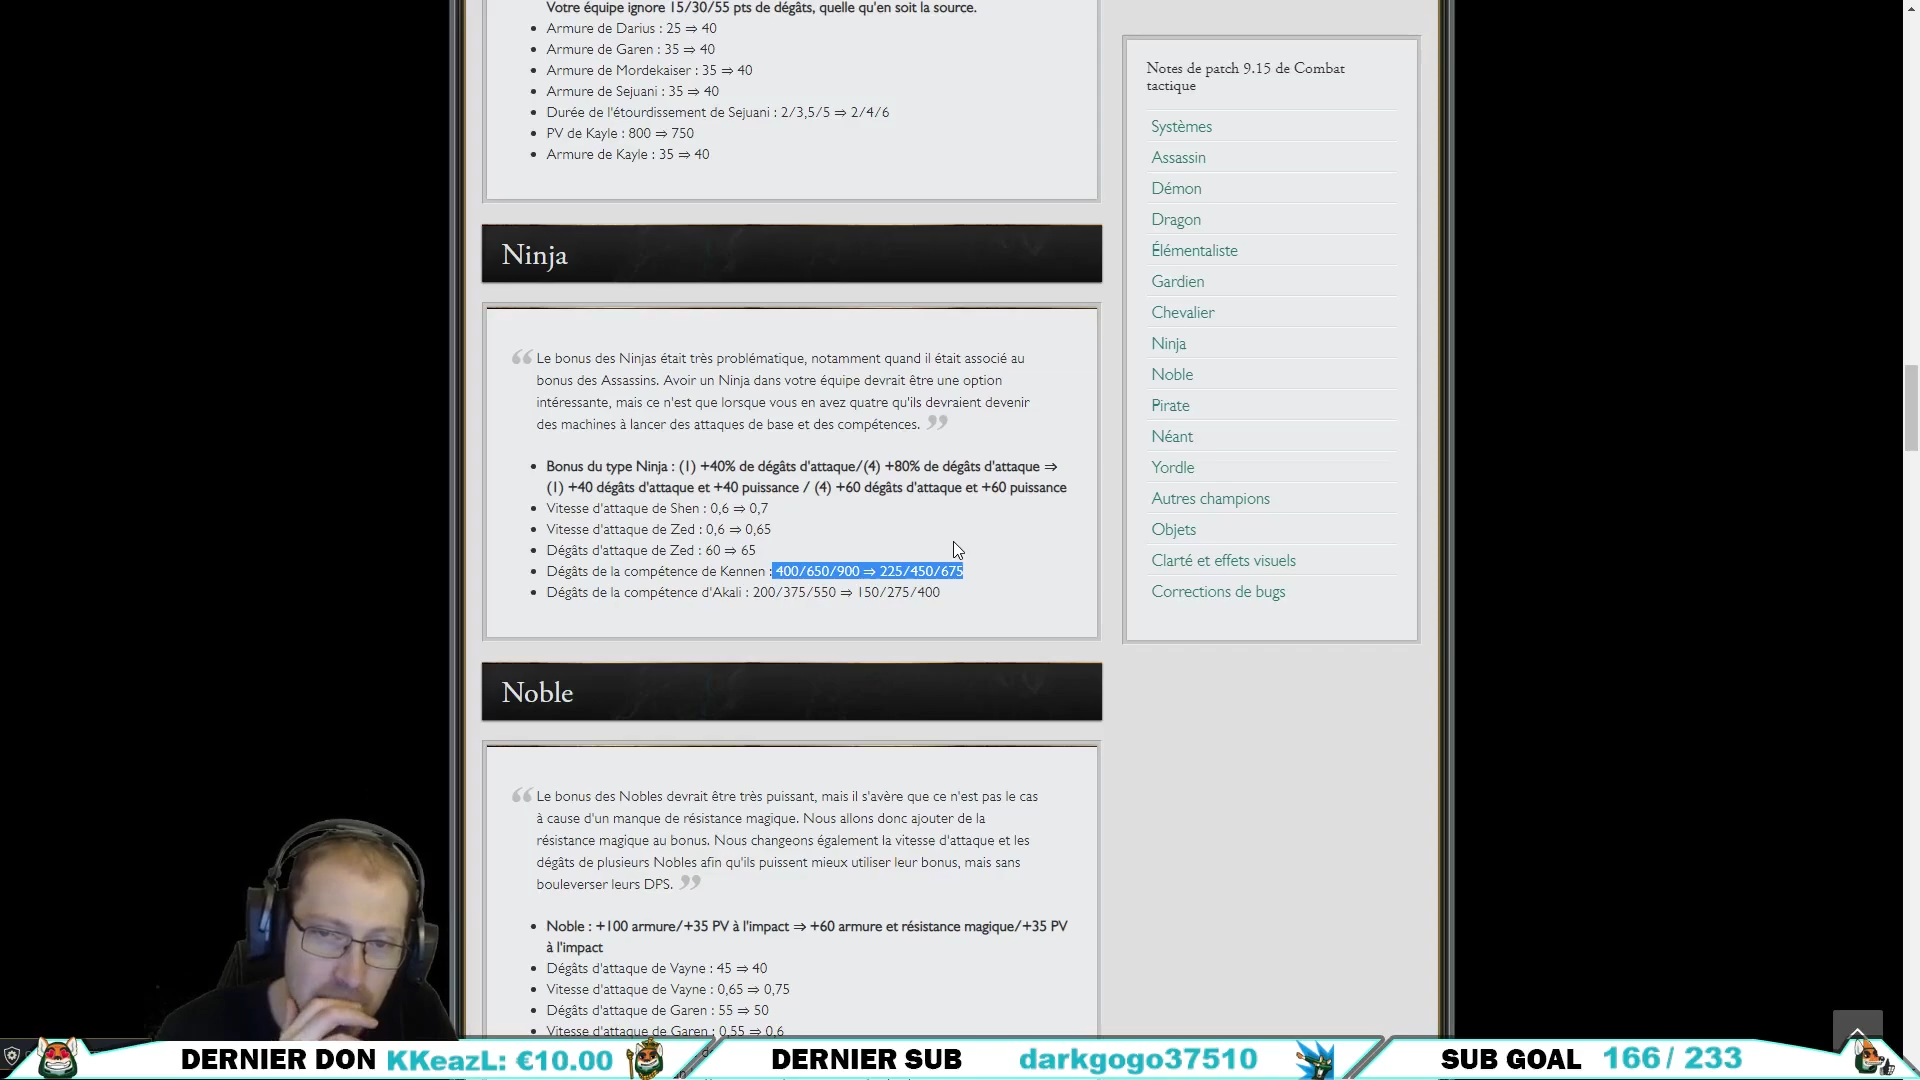 Votre équipe ignore 15/30/55 pts de dégâts, quelle qu'en soit la source.
Armure de Darius : 25 ⇒ 40
Armure de Garen : 35 ⇒ 40
Armure de Mordekaiser : 35 ⇒ 40
Armure de Sejuani : 35 ⇒ 40
Durée de l'étourdissement de Sejuani : 2/3,5/5 ⇒ 2/4/6
PV de Kayle : 800 ⇒ 750
Armure de Kayle : 35 ⇒ 40
Ninja
“ Le bonus des Ninjas était très problématique, notamment quand il était associé au
bonus des Assassins. Avoir un Ninja dans votre équipe devrait être une option
intéressante, mais ce n'est que lorsque vous en avez quatre qu'ils devraient devenir
des machines à lancer des attaques de base et des compétences. ”
Bonus du type Ninja : (1) +40% de dégâts d'attaque/(4) +80% de dégâts d'attaque ⇒
(1) +40 dégâts d'attaque et +40 puissance / (4) +60 dégâts d'attaque et +60 puissance
Vitesse d'attaque de Shen : 0,6 ⇒ 0,7
Vitesse d'attaque de Zed : 0,6 ⇒ 0,65
Dégâts d'attaque de Zed : 60 ⇒ 65
Dégâts de la compétence de Kennen : 400/650/900 ⇒ 225/450/675
Dégâts de la compétence d'Akali : 200/375/550 ⇒ 150/275/400
Noble
“ Le bonus des Nobles devrait être très puissant, mais il s'avère que ce n'est pas le cas
à cause d'un manque de résistance magique. Nous allons donc ajouter de la
résistance magique au bonus. Nous changeons également la vitesse d'attaque et les
dégâts de plusieurs Nobles afin qu'ils puissent mieux utiliser leur bonus, mais sans
bouleverser leurs DPS. ”
Noble : +100 armure/+35 PV à l'impact ⇒ +60 armure et résistance magique/+35 PV
à l'impact
Dégâts d'attaque de Vayne : 45 ⇒ 40
Vitesse d'attaque de Vayne : 0,65 ⇒ 0,75
Dégâts d'attaque de Garen : 55 ⇒ 50
Vitesse d'attaque de Garen : 0,55 ⇒ 0,6
Notes de patch 9.15 de Combat
tactique
Systèmes
Assassin
Démon
Dragon
Élémentaliste
Gardien
Chevalier
Ninja
Noble
Pirate
Néant
Yordle
Autres champions
Objets
Clarté et effets visuels
Corrections de bugs
DERNIER DON KKeazL: €10.00
DERNIER SUB darkgogo37510
SUB GOAL 166 / 233